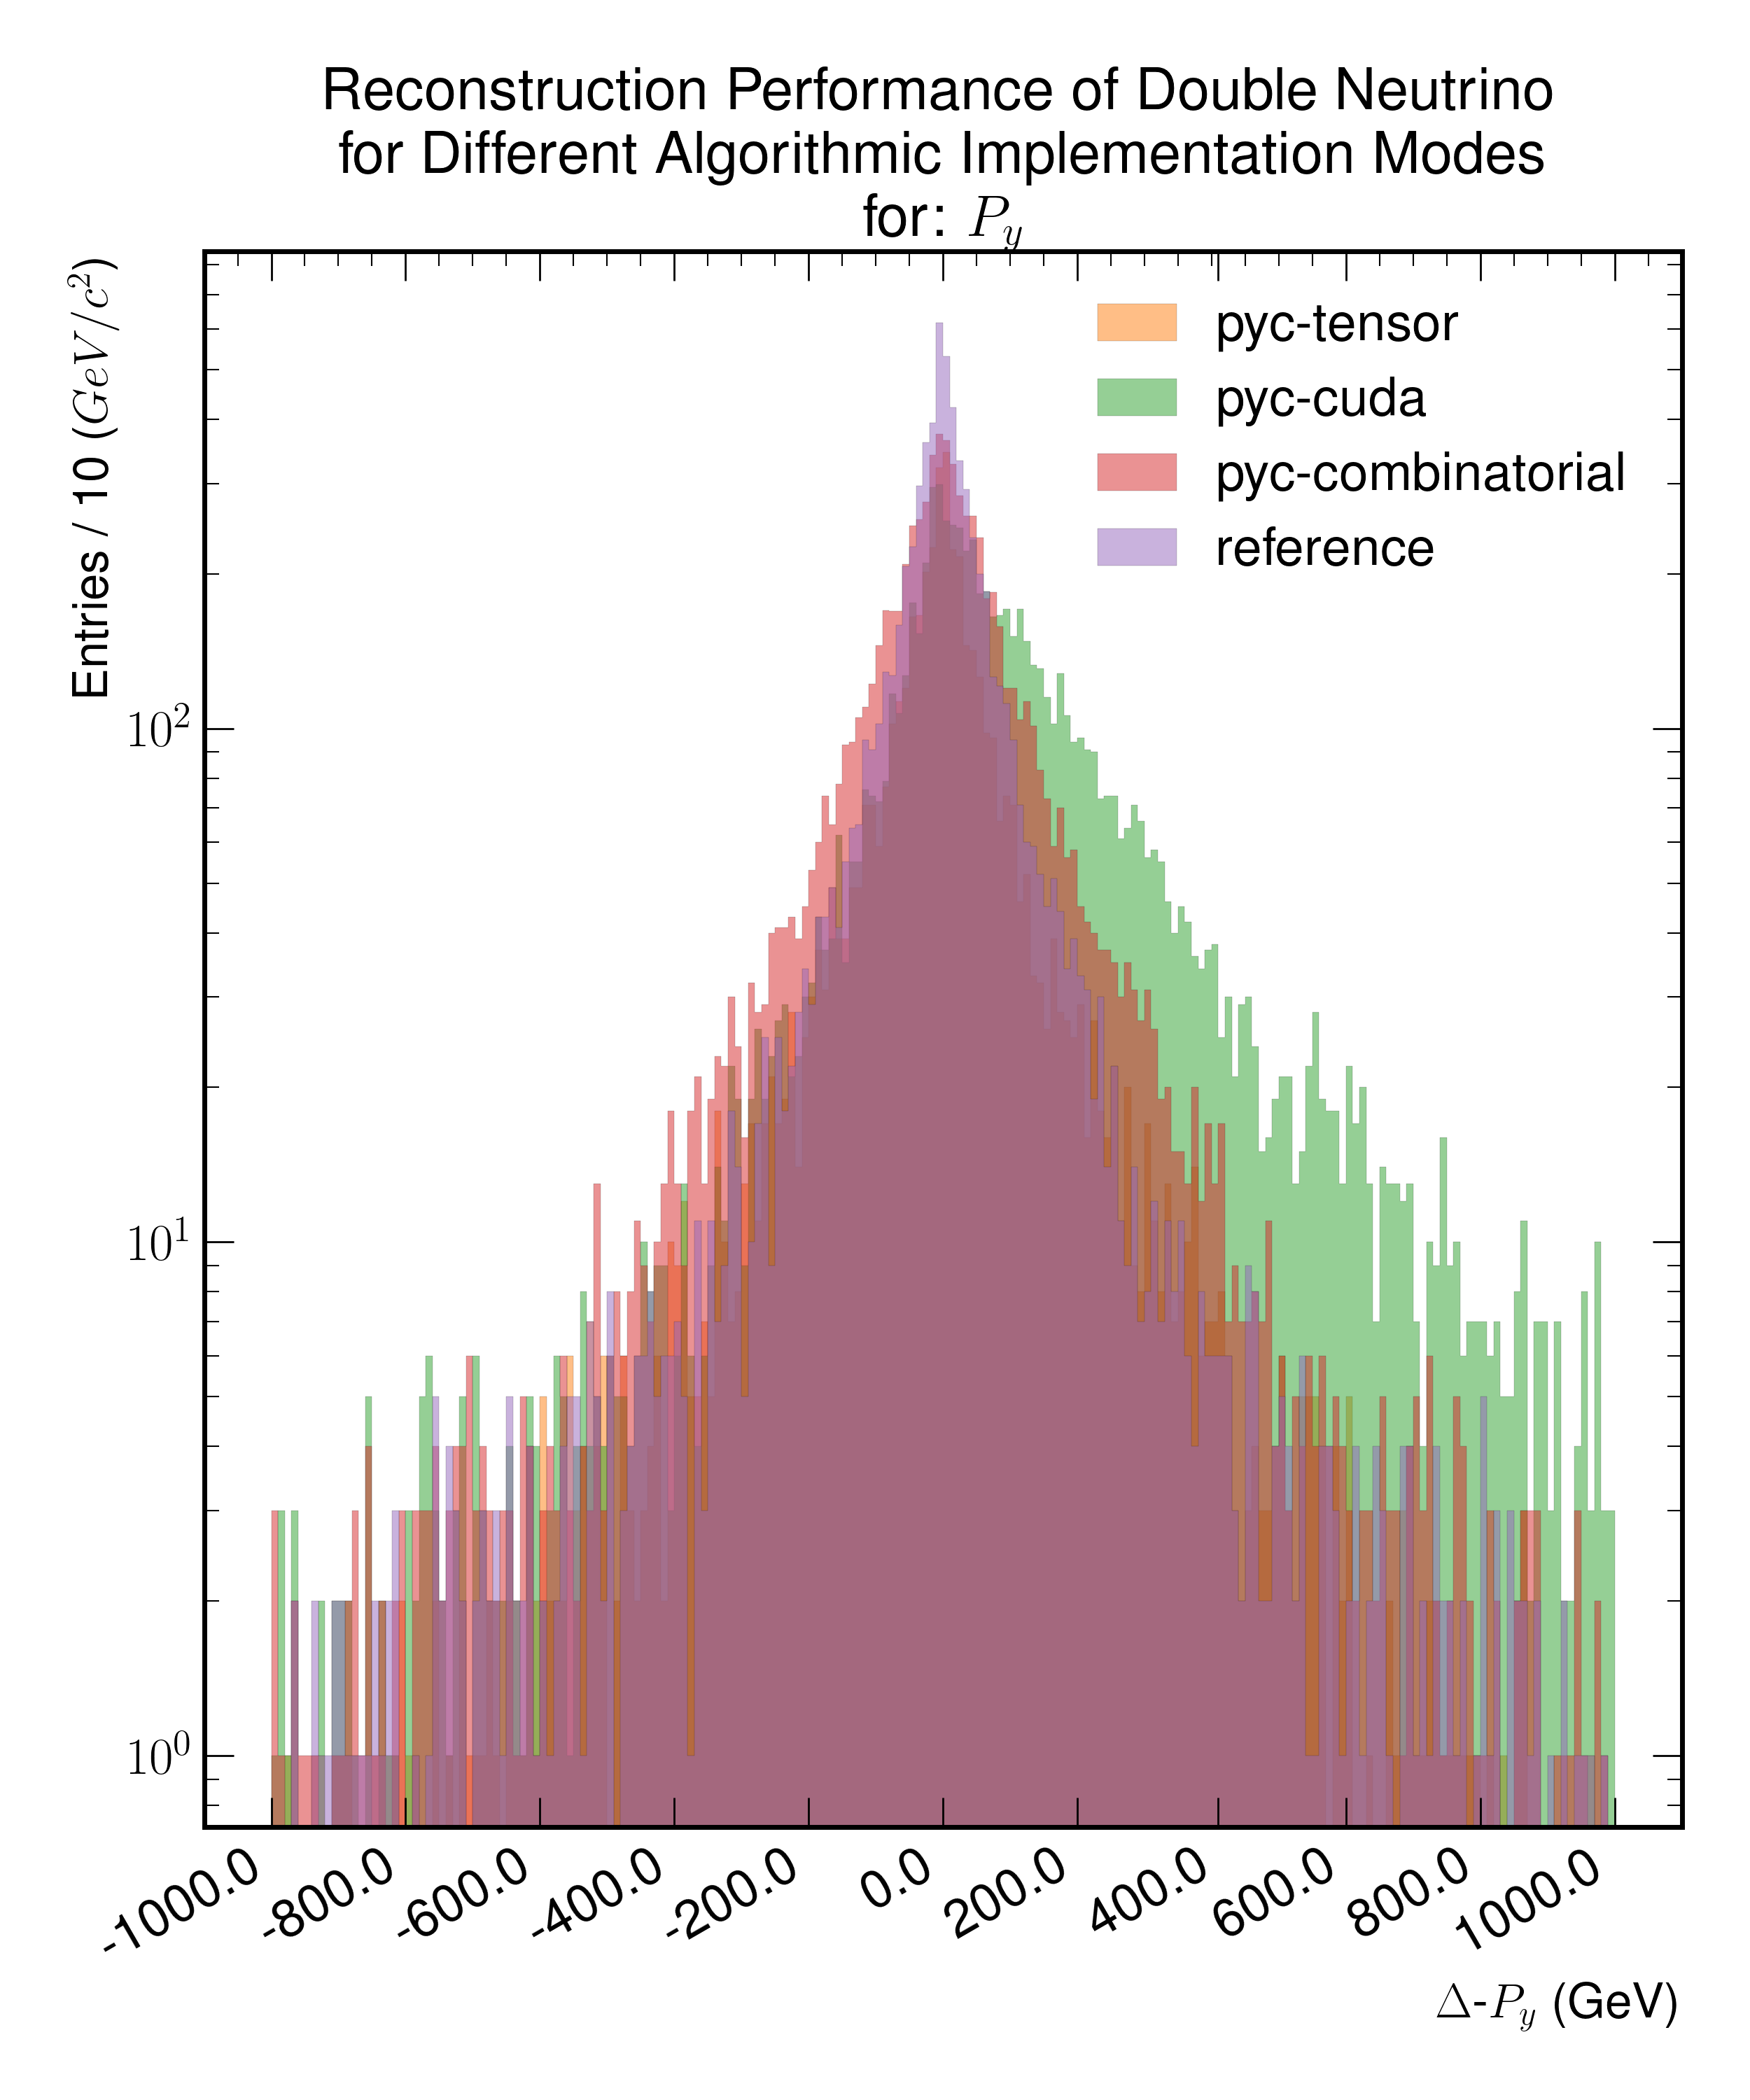 Reconstruction Performance of Double Neutrino
for Different Algorithmic Implementation Modes
for: $P_y$
Entries / 10 ($GeV/c^2$)
pyc-tensor
pyc-cuda
pyc-combinatorial
reference
$10^2$
$10^1$
$10^0$
-1000.0 -800.0 -600.0 -400.0 -200.0 0.0 200.0 400.0 600.0 800.0 1000.0
$\Delta$-$P_y$ (GeV)